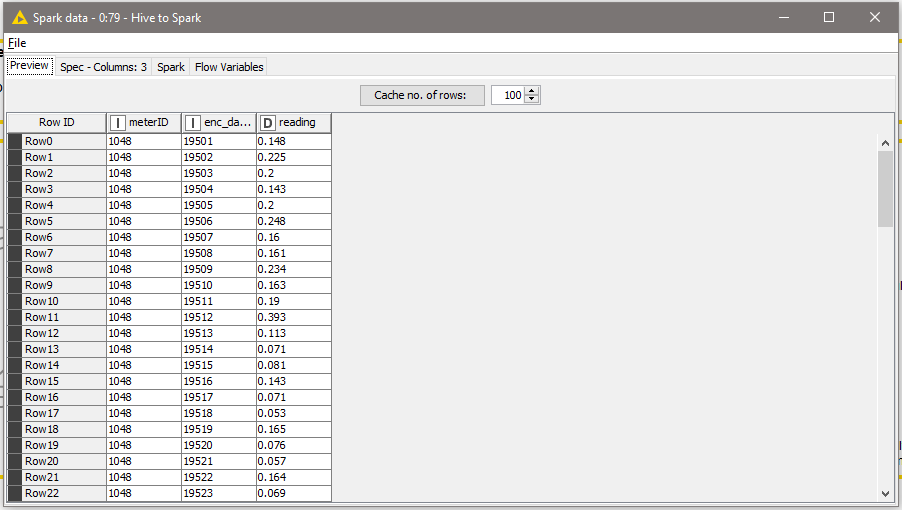 Spark data - 0:79 - Hive to Spark
File
Preview Spec - Columns: 3 Spark Flow Variables
Cache no. of rows: 100
Row ID I meterID I enc_da... D reading
Row0 1048 19501 0.148
Row1 1048 19502 0.225
Row2 1048 19503 0.2
Row3 1048 19504 0.143
Row4 1048 19505 0.2
Row5 1048 19506 0.248
Row6 1048 19507 0.16
Row7 1048 19508 0.161
Row8 1048 19509 0.234
Row9 1048 19510 0.163
Row10 1048 19511 0.19
Row11 1048 19512 0.393
Row12 1048 19513 0.113
Row13 1048 19514 0.071
Row14 1048 19515 0.081
Row15 1048 19516 0.143
Row16 1048 19517 0.071
Row17 1048 19518 0.053
Row18 1048 19519 0.165
Row19 1048 19520 0.076
Row20 1048 19521 0.057
Row21 1048 19522 0.164
Row22 1048 19523 0.069